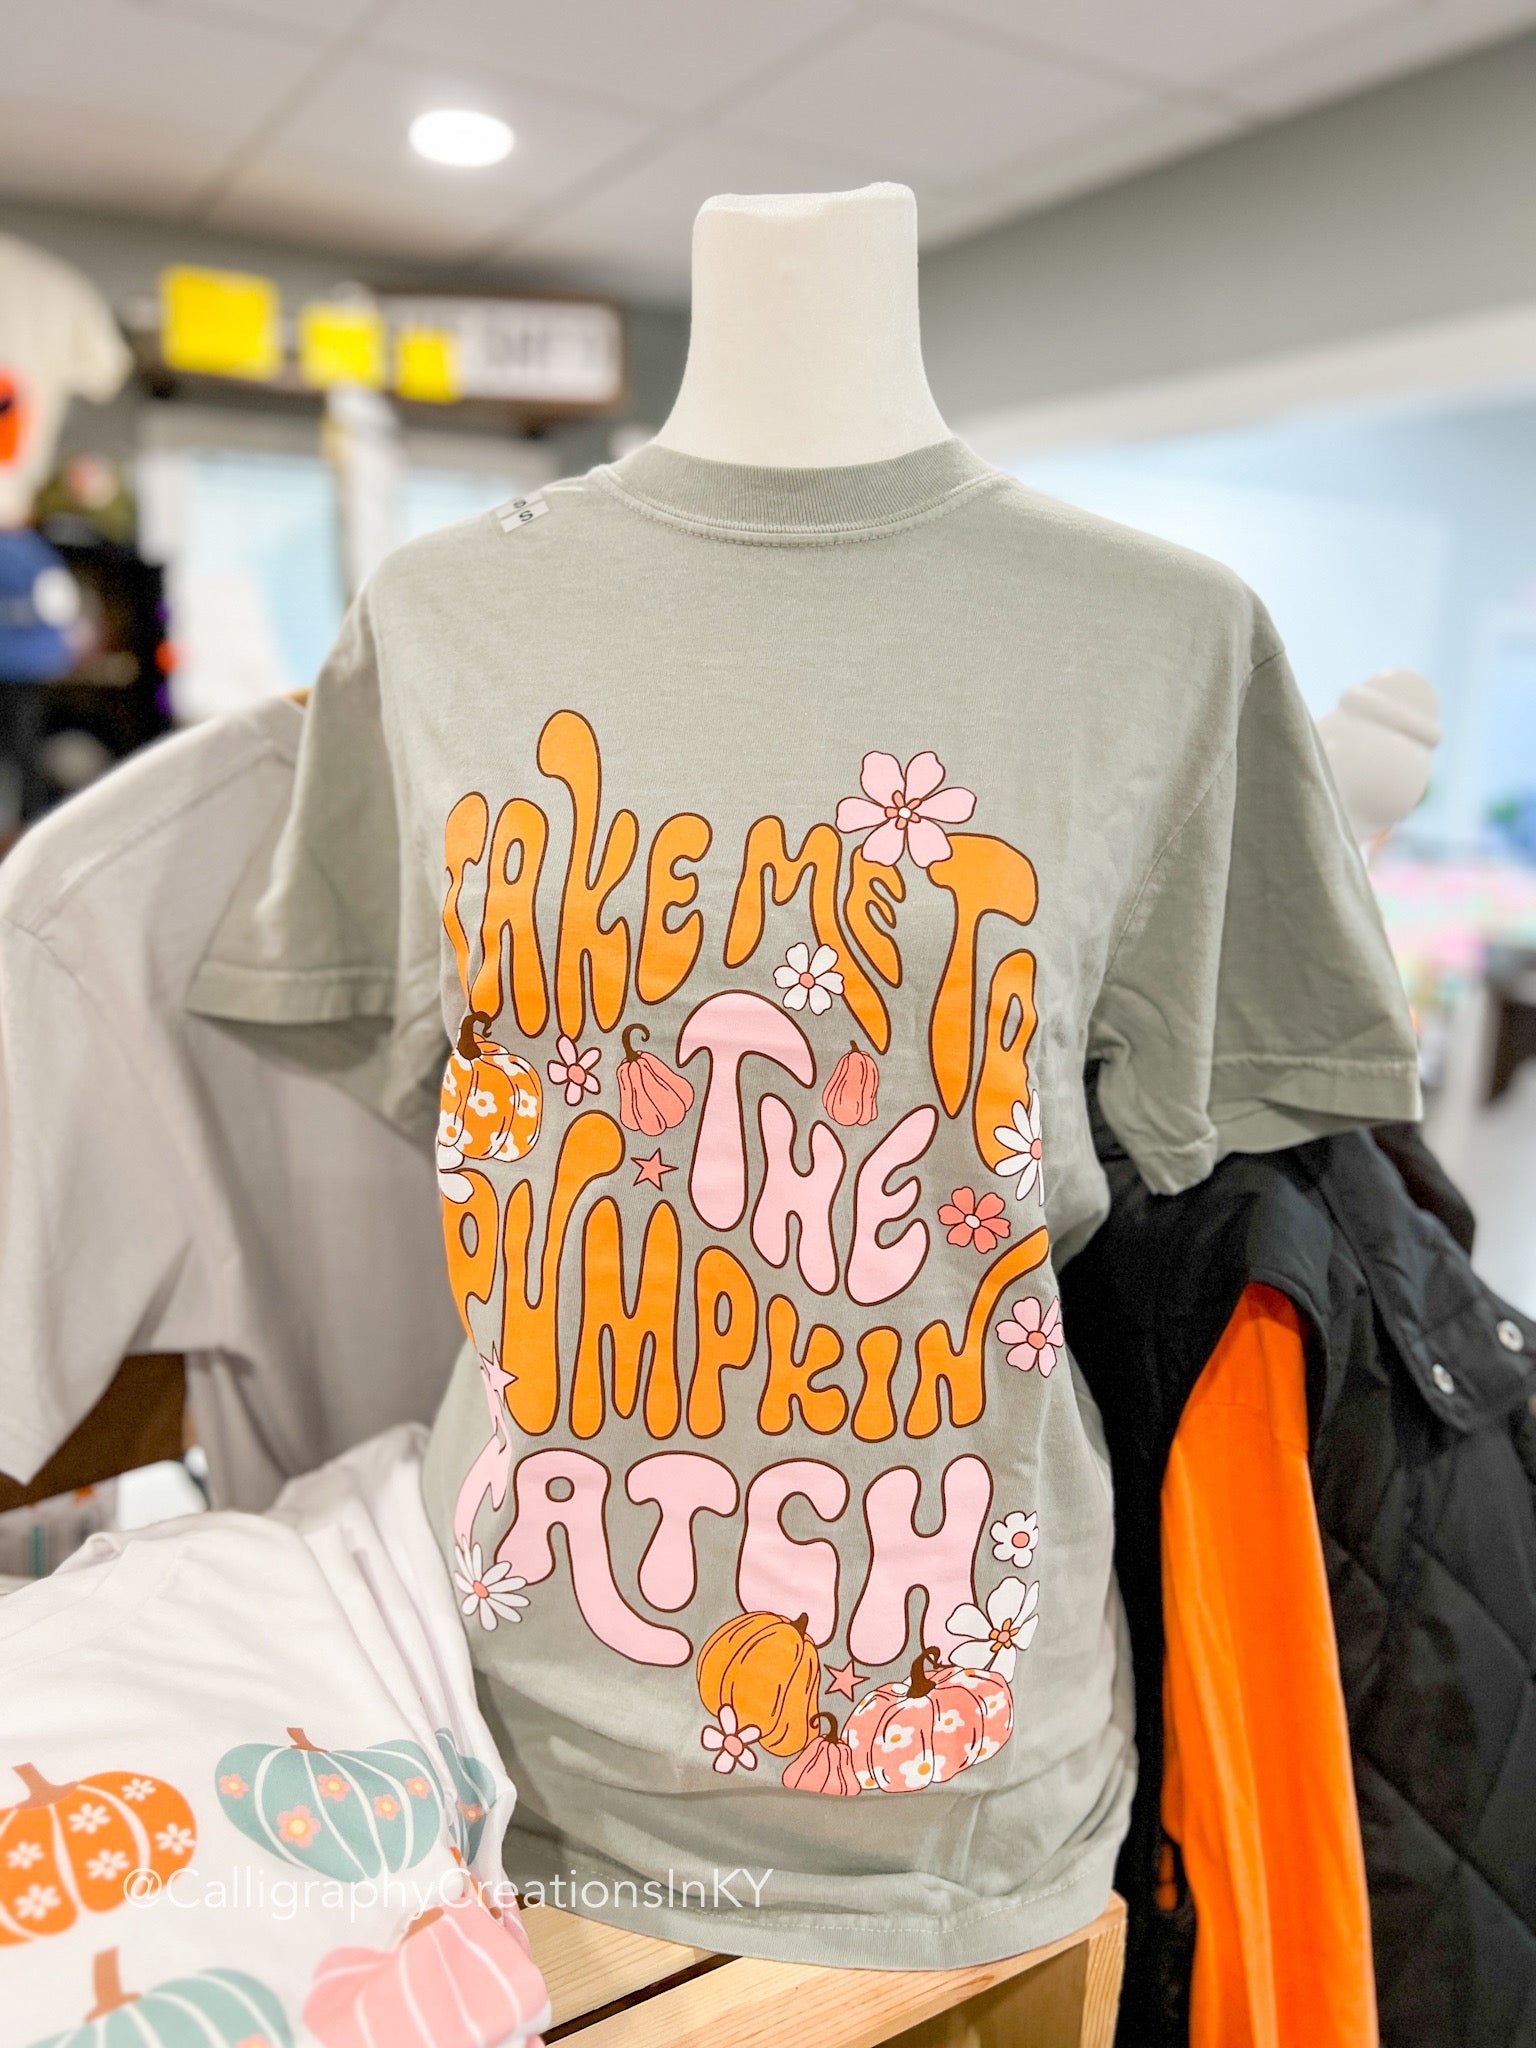 S S
TAKE ME TO
THE
PUMPKIN
PATCH
@CalligraphyCreationsInKY